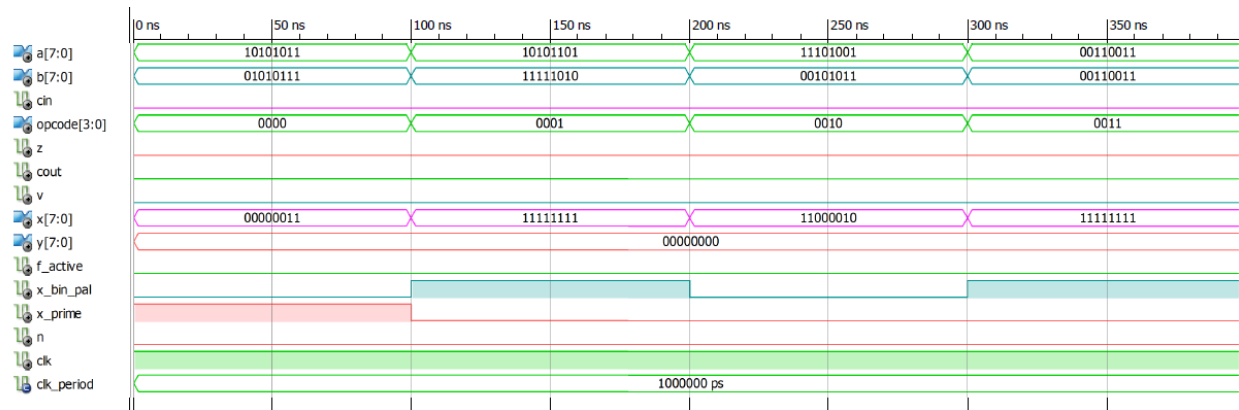 0 ns 50 ns 100 ns 150 ns 200 ns 250 ns 300 ns 350 ns
a[7:0] 10101011 10101101 11101001 00110011
b[7:0] 01010111 11111010 00101011 00110011
cin
opcode[3:0] 0000 0001 0010 0011
z
cout
v
x[7:0] 00000011 11111111 11000010 11111111
y[7:0] 00000000
f_active
x_bin_pal
x_prime
n
clk
clk_period 1000000 ps